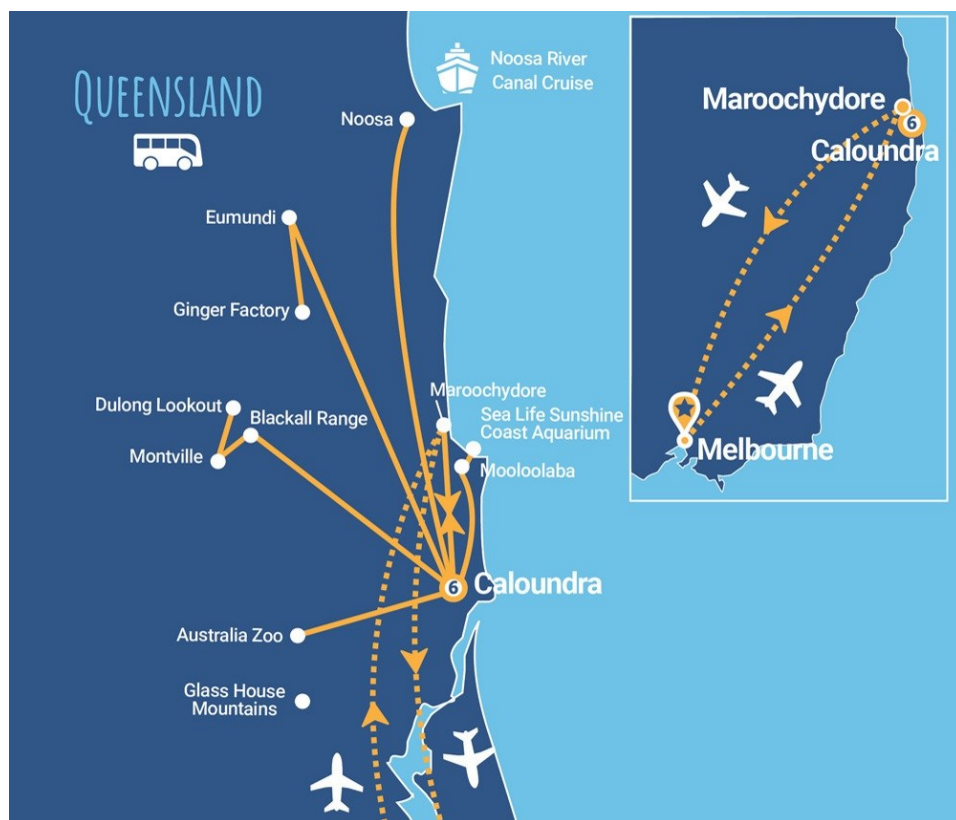 QUEENSLAND
Noosa River
Canal Cruise
Noosa
Eumundi
Ginger Factory
Dulong Lookout
Blackall Range
Montville
Maroochydore
Sea Life Sunshine
Coast Aquarium
Mooloolaba
6
Caloundra
Australia Zoo
Glass House
Mountains
Maroochydore
6
Caloundra
Melbourne